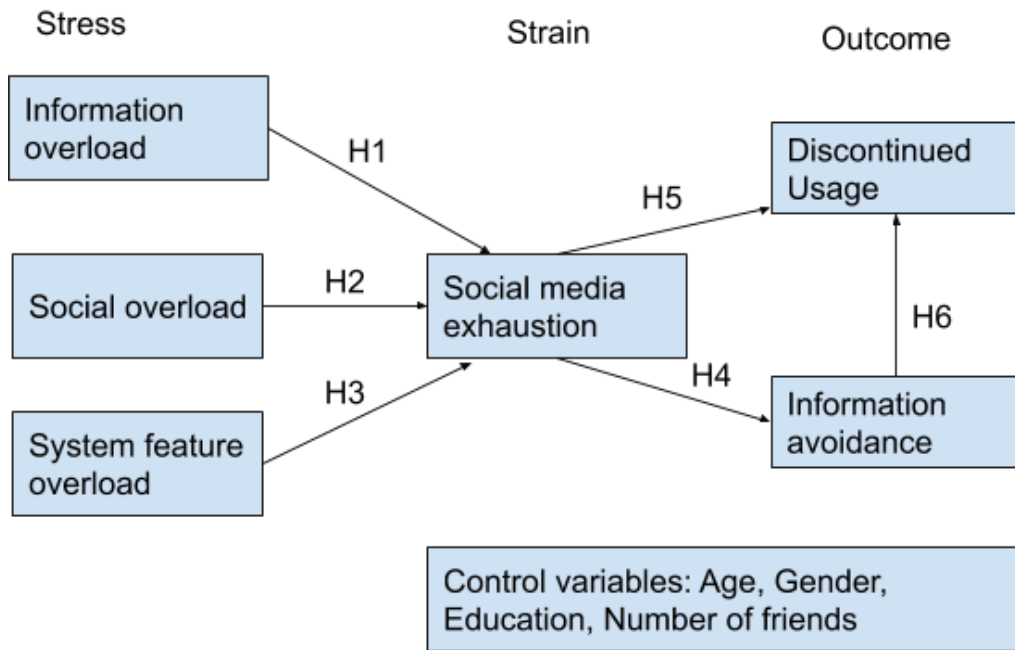 Stress
Strain
Outcome
Information
overload
H1
Discontinued
Usage
H5
Social overload
H2
Social media
exhaustion
H6
H3
H4
System feature
overload
Information
avoidance
Control variables: Age, Gender,
Education, Number of friends